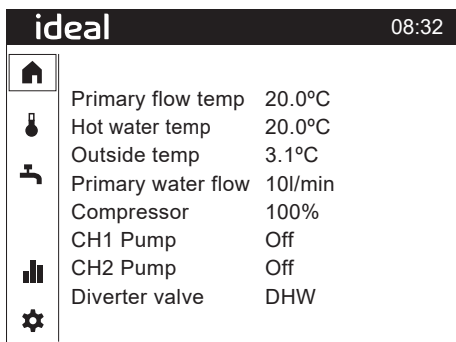 ideal 08:32
Primary flow temp 20.0ºC
Hot water temp 20.0ºC
Outside temp 3.1ºC
Primary water flow 10l/min
Compressor 100%
CH1 Pump Off
CH2 Pump Off
Diverter valve DHW